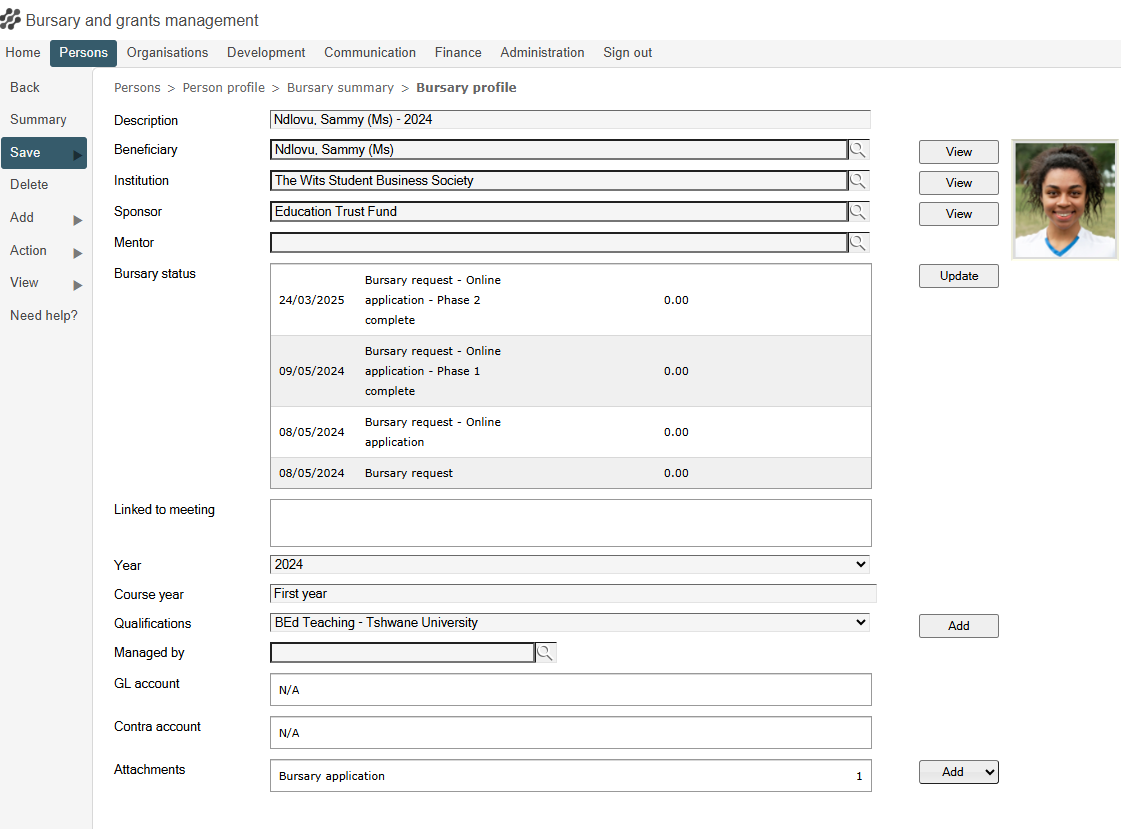 Bursary and grants management
Home Persons Organisations Development Communication Finance Administration Sign out
Back
Summary
Save
Delete
Add
Action
View
Need help?
Persons > Person profile > Bursary summary > Bursary profile
Description Ndlovu, Sammy (Ms) - 2024
Beneficiary Ndlovu, Sammy (Ms) View
Institution The Wits Student Business Society View
Sponsor Education Trust Fund View
Mentor
Bursary status Update
24/03/2025 Bursary request - Online application - Phase 2 complete 0.00
09/05/2024 Bursary request - Online application - Phase 1 complete 0.00
08/05/2024 Bursary request - Online application 0.00
08/05/2024 Bursary request 0.00
Linked to meeting
Year 2024
Course year First year
Qualifications BEd Teaching - Tshwane University Add
Managed by
GL account N/A
Contra account N/A
Attachments Bursary application 1 Add